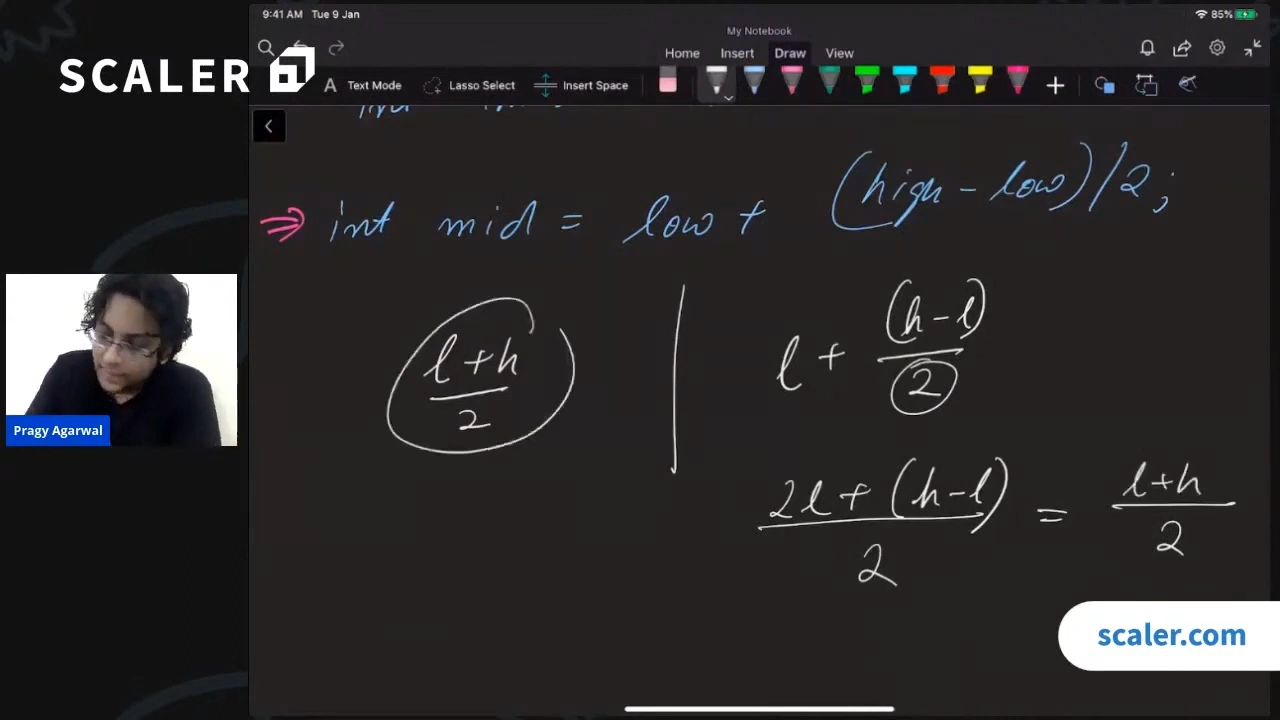 9:41 AM Tue 9 Jan 85%
My Notebook
Home Insert Draw View
SCALER
A Text Mode Lasso Select Insert Space
int
⇒ int mid = low + (high - low)/2;
l+h
2
l + (h-l)
2
2l + (h-l) = l+h
2 2
Pragy Agarwal
scaler.com